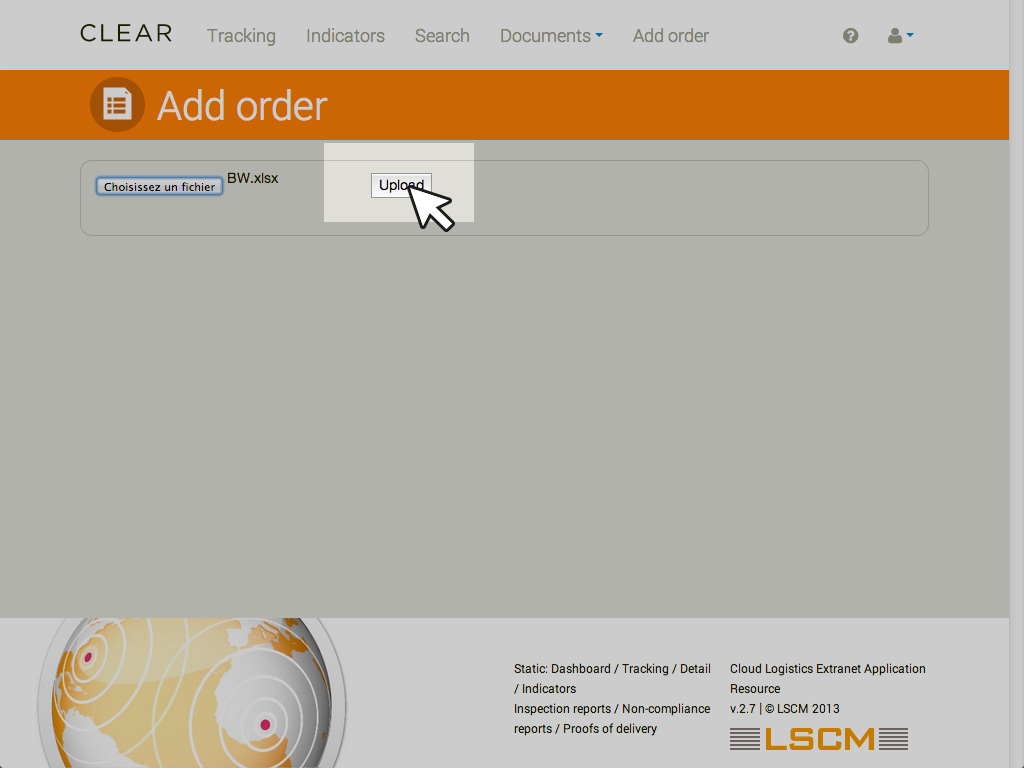 CLEAR Tracking Indicators Search Documents Add order
Add order
Choisissez un fichier BW.xlsx Upload
Static: Dashboard / Tracking / Detail
/ Indicators
Inspection reports / Non-compliance
reports / Proofs of delivery
Cloud Logistics Extranet Application
Resource
v.2.7 | © LSCM 2013
LSCM